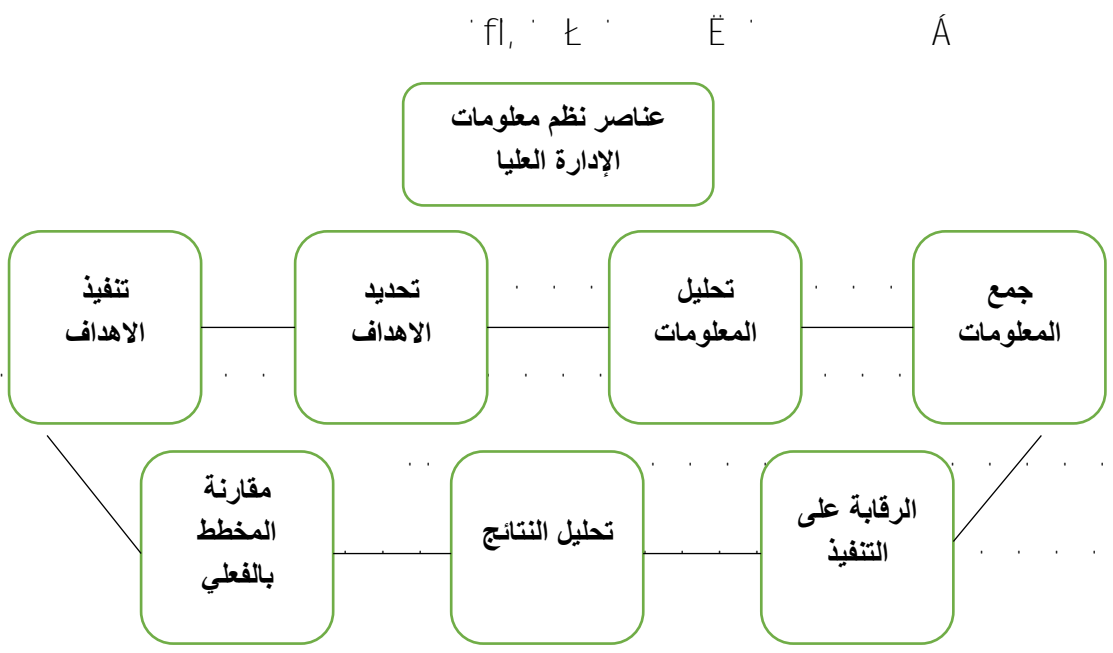 عناصر نظم معلومات
الإدارة العليا
جمع
المعلومات
تحليل
المعلومات
تحديد
الاهداف
تنفيذ
الاهداف
الرقابة على
التنفيذ
تحليل النتائج
مقارنة
المخطط
بالفعلي